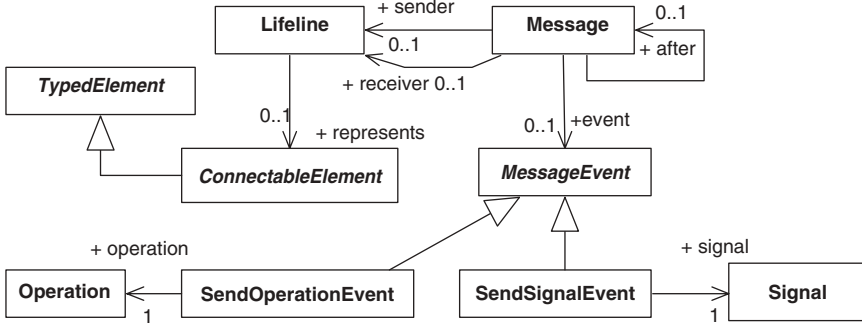 + sender
Lifeline
Message
0..1
0..1
+ after
+ receiver 0..1
TypedElement
0..1
+ represents
0..1
+event
ConnectableElement
MessageEvent
+ operation
+ signal
Operation
SendOperationEvent
SendSignalEvent
Signal
1
1